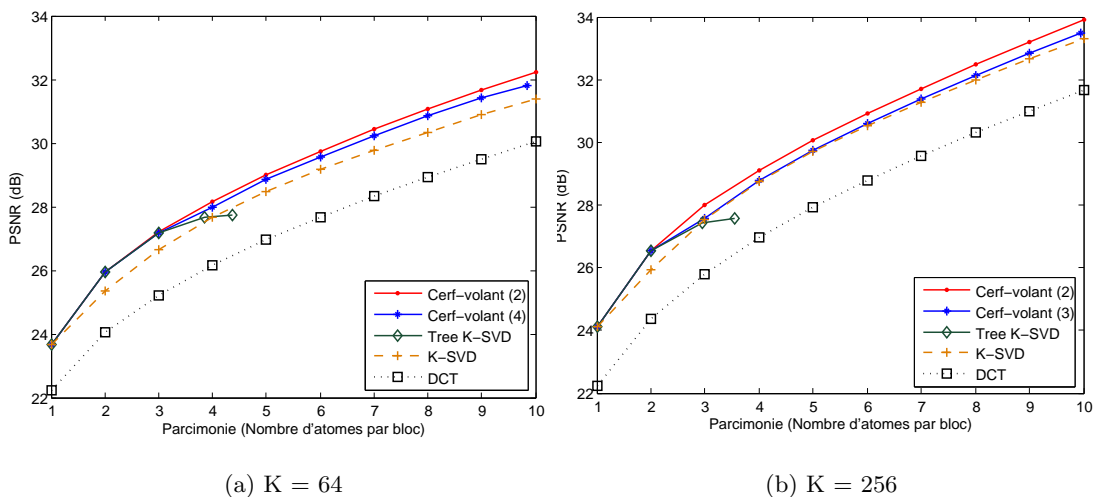 34
32
30
28
26
24
22
PSNR (dB)
1 2 3 4 5 6 7 8 9 10
Parcimonie (Nombre d'atomes par bloc)
Cerf-volant (2)
Cerf-volant (4)
Tree K-SVD
K-SVD
DCT
(a) K = 64
34
32
30
28
26
24
22
PSNR (dB)
1 2 3 4 5 6 7 8 9 10
Parcimonie (Nombre d'atomes par bloc)
Cerf-volant (2)
Cerf-volant (3)
Tree K-SVD
K-SVD
DCT
(b) K = 256